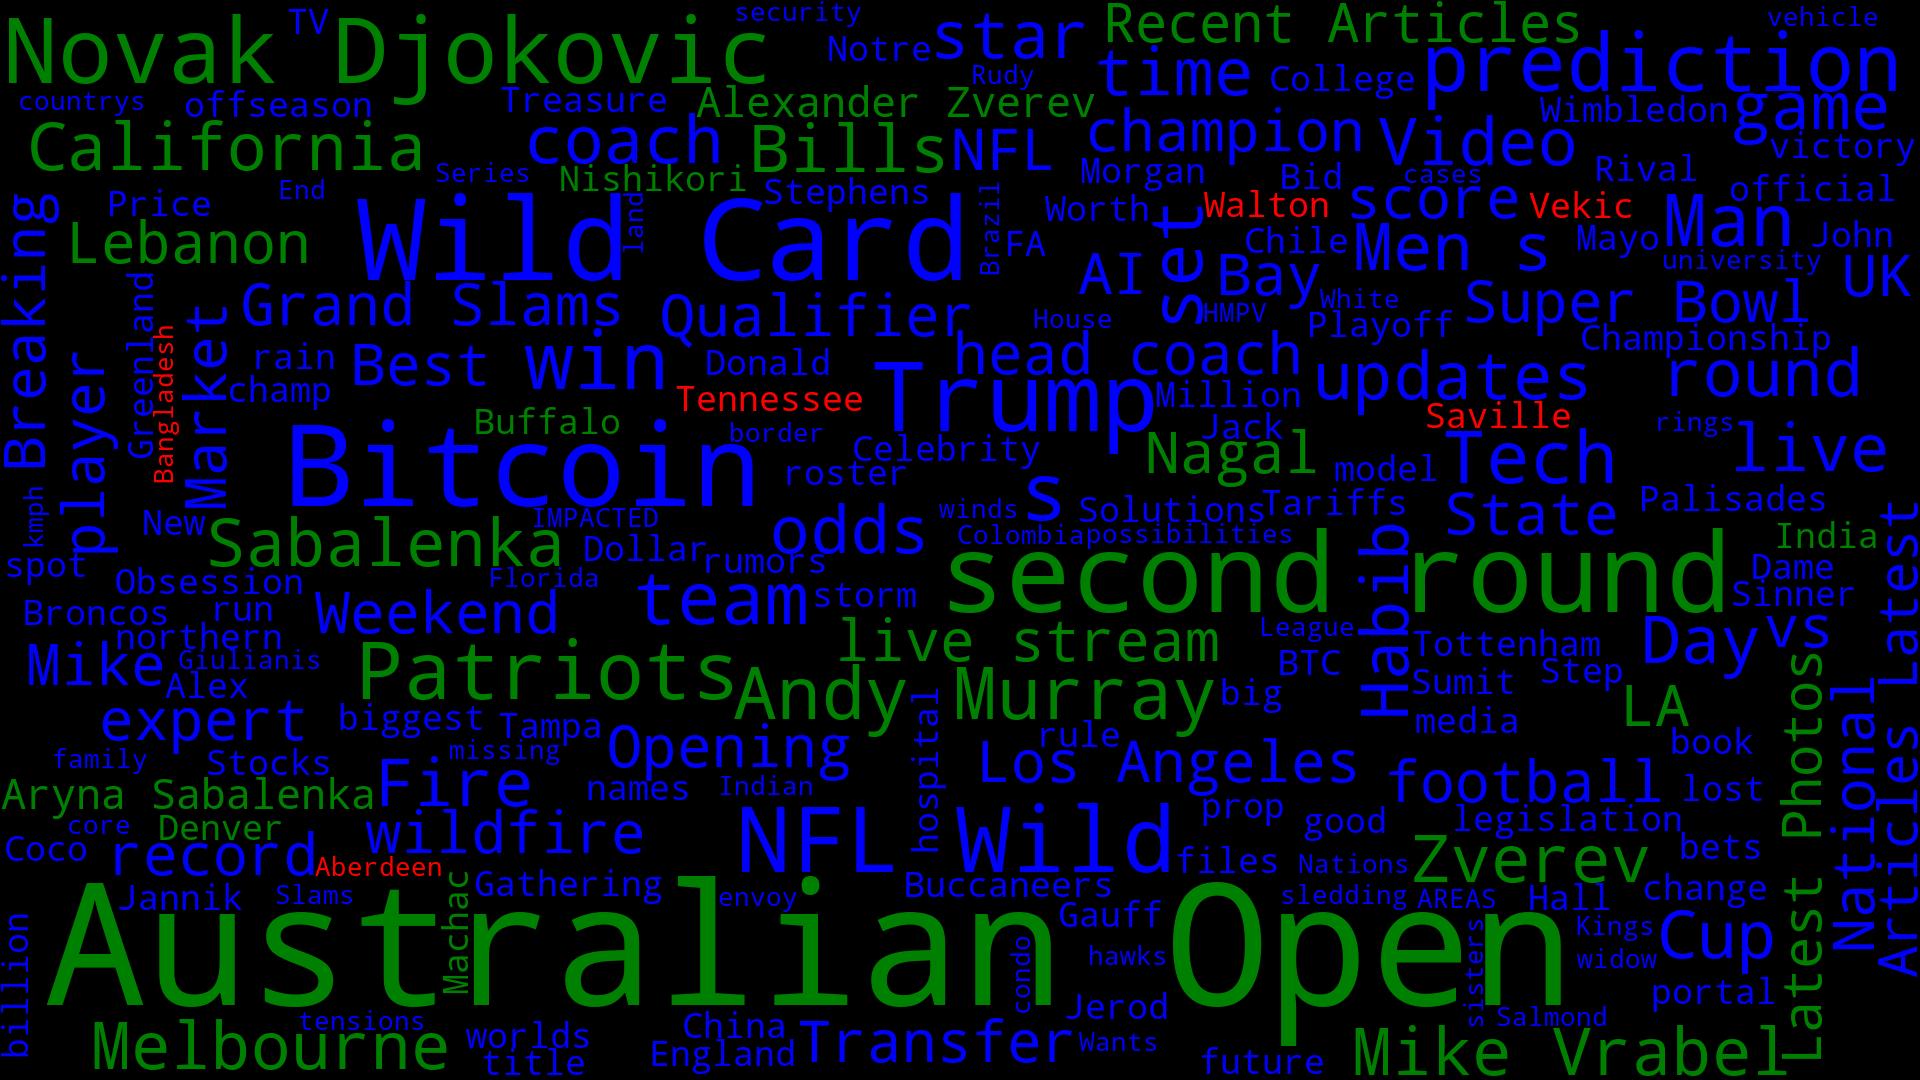 Novak Djokovic
TV
security
Notre
star
Recent Articles
vehicle
Rudy
time
College
prediction
countrys
offseason
Treasure
Alexander Zverev
Wimbledon
game
California
coach
Bills
NFL
champion
Video
victory
Series
Nishikori
Morgan
Bid
cases
Rival
official
Breaking
Price
End
Wild Card
land
Stephens
Brazil
Worth
set
Walton
score
Vekic
Man
Lebanon
FA
Chile
Men s
Mayo
John
AI
Bay
university
UK
Greenland
Market
Grand Slams
Qualifier
House
HMPV
White
Super Bowl
Playoff
Championship
player
Bangladesh
rain
Best
win
Donald
head coach
updates
round
champ
Tennessee
Trump
Million
Saville
Buffalo
border
Jack
rings
Bitcoin
Celebrity
Nagal
Tech
live
roster
model
kmph
New
IMPACTED
s
winds
Solutions
Tariffs
State
Palisades
Articles Latest
Sabalenka
Dollar
rumors
odds
Colombia
possibilities
Habib
India
spot
Obsession
Florida
second round
Dame
Broncos
run
Weekend
team
storm
Sinner
northern
live stream
League
Tottenham
Day
vs
Mike
Giulianis
Alex
Patriots
Andy Murray
BTC
big
Sumit
Step
LA
Latest Photos
National
expert
biggest
Tampa
Opening
hospital
rule
media
book
family
Stocks
missing
Los Angeles
Aryna Sabalenka
Fire
names
Indian
football
lost
core
Denver
wildfire
NFL Wild
prop
good
legislation
Coco
record
Aberdeen
files
Nations
Zverev
bets
Jannik
Slams
Machac
Gathering
envoy
Buccaneers
sledding
AREAS
Hall
change
billion
Australian Open
Gauff
condo
hawks
sisters
Kings
widow
Cup
Jerod
Salmond
portal
Melbourne
tensions
worlds
title
China
England
Transfer
Wants
future
Mike Vrabel